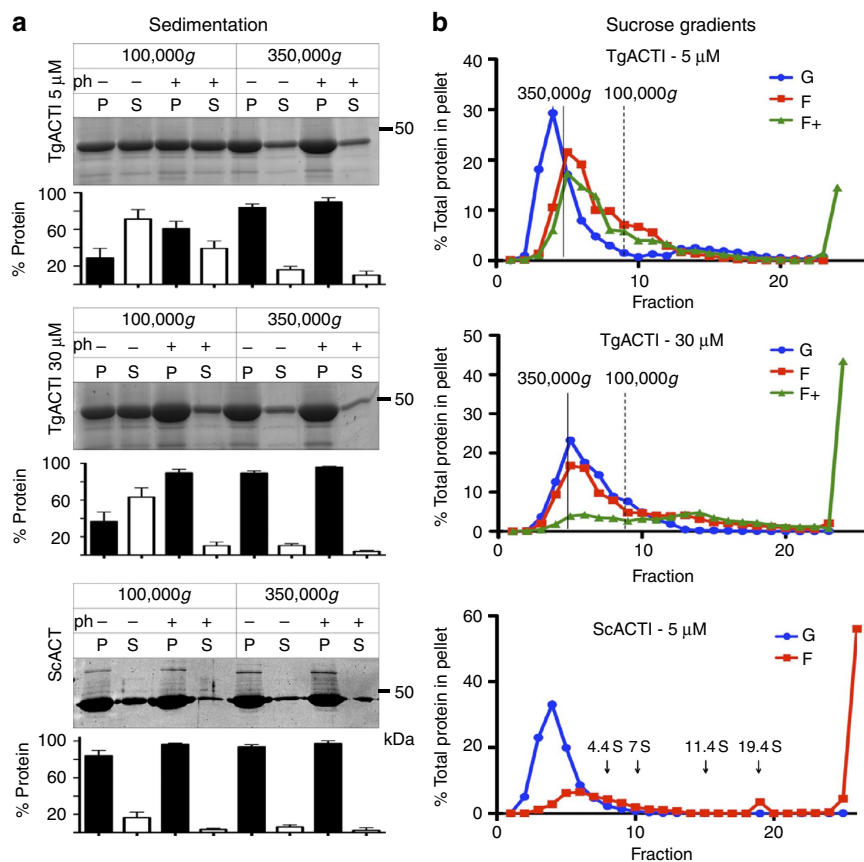 a
Sedimentation
TgACTI 5 μM
100,000g 350,000g
ph – – + + – – + +
P S P S P S P S
50
% Protein
100
60
20
TgACTI 30 μM
100,000g 350,000g
ph – – + + – – + +
P S P S P S P S
50
% Protein
100
60
20
ScACT
100,000g 350,000g
ph – – + + – – + +
P S P S P S P S
50
kDa
% Protein
100
60
20
b
Sucrose gradients
TgACTI - 5 μM
% Total protein in pellet
40
30
20
10
0
350,000g
100,000g
G
F
F+
0 10 20
Fraction
TgACTI - 30 μM
% Total protein in pellet
50
40
30
20
10
0
350,000g
100,000g
G
F
F+
0 10 20
Fraction
ScACTI - 5 μM
% Total protein in pellet
60
40
20
0
G
F
4.4 S 7 S 11.4 S 19.4 S
0 10 20
Fraction